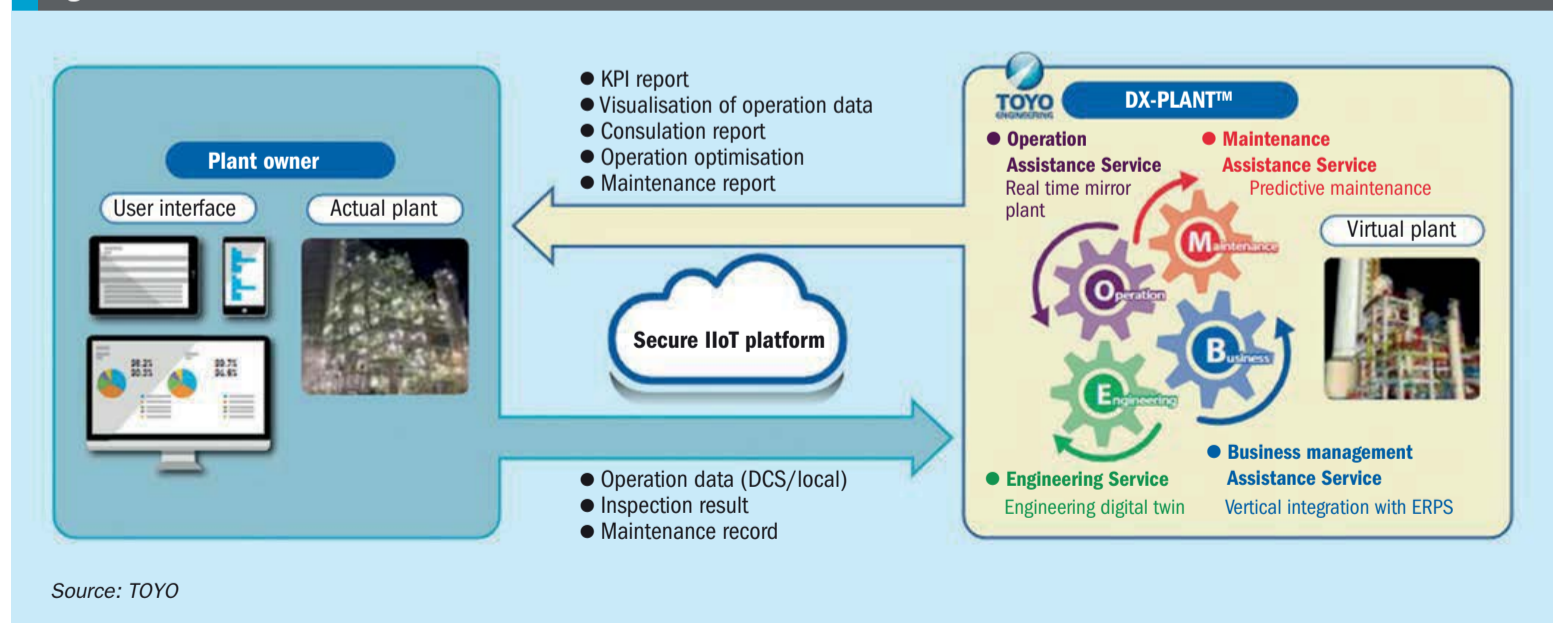 Plant owner
User interface
Actual plant
● KPI report
● Visualisation of operation data
● Consulation report
● Operation optimisation
● Maintenance report
Secure IIoT platform
● Operation data (DCS/local)
● Inspection result
● Maintenance record
TOYO
ENGINEERING
DX-PLANT™
● Operation
Assistance Service
Real time mirror
plant
● Maintenance
Assistance Service
Predictive maintenance
Virtual plant
Maintenance
Operation
Business
Engineering
● Engineering Service
Engineering digital twin
● Business management
Assistance Service
Vertical integration with ERPS
Source: TOYO